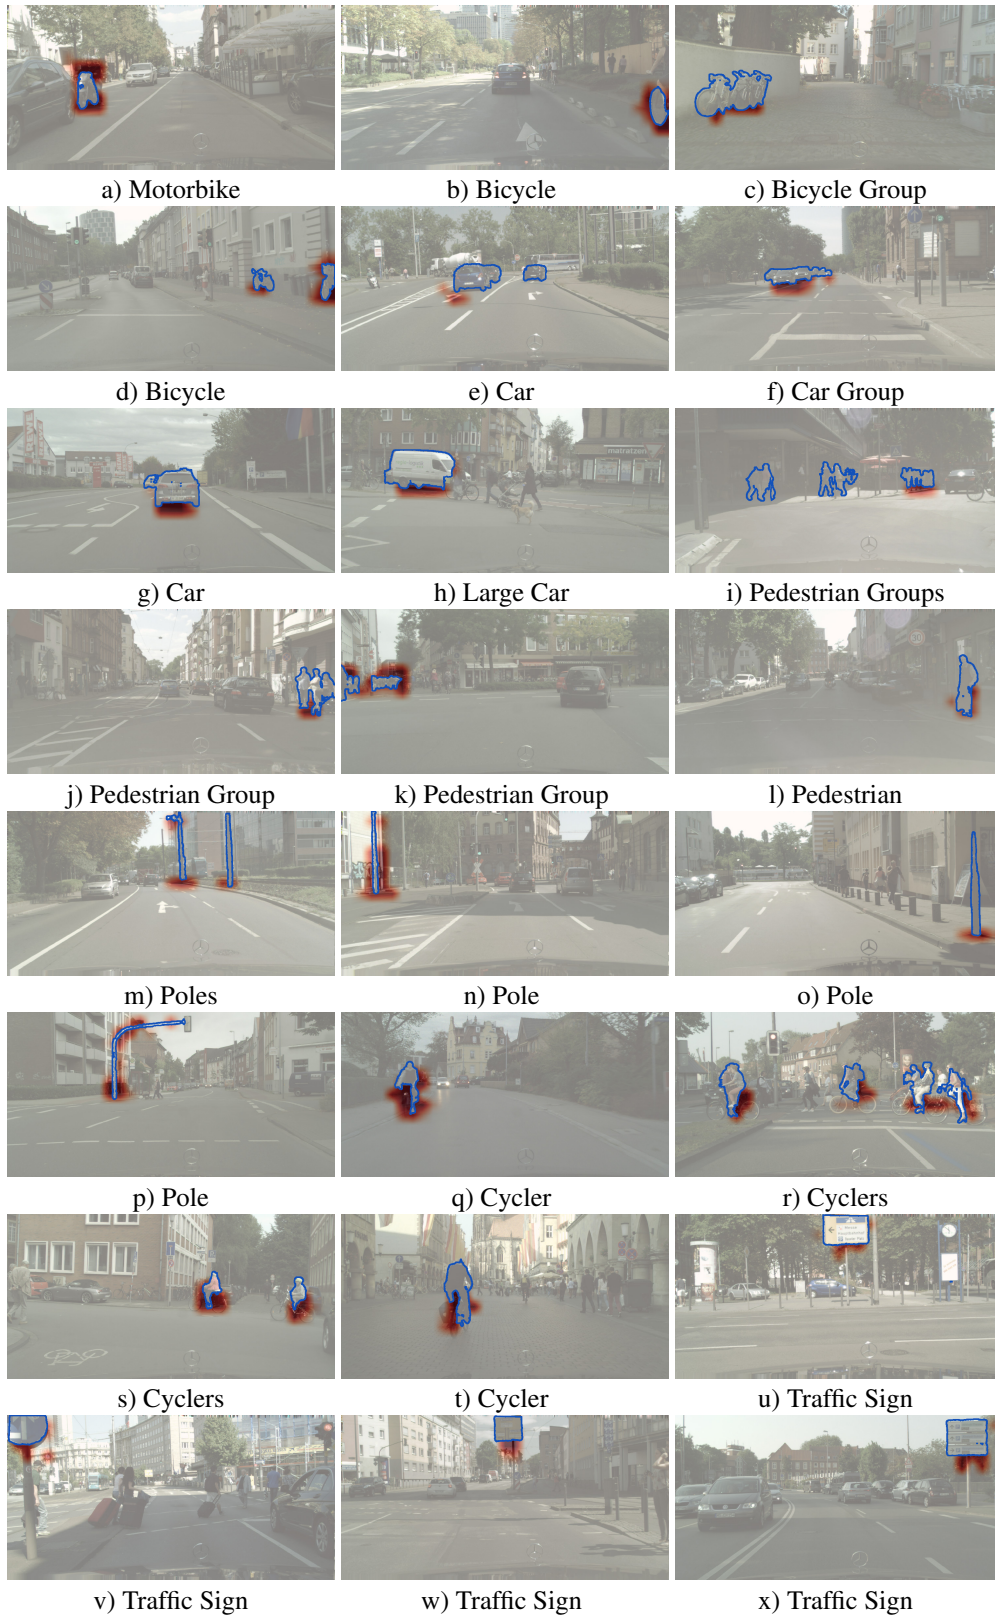 a) Motorbike
b) Bicycle
c) Bicycle Group
d) Bicycle
e) Car
f) Car Group
matratzen
g) Car
h) Large Car
i) Pedestrian Groups
j) Pedestrian Group
k) Pedestrian Group
l) Pedestrian
m) Poles
n) Pole
o) Pole
p) Pole
q) Cycler
r) Cyclers
s) Cyclers
t) Cycler
u) Traffic Sign
v) Traffic Sign
w) Traffic Sign
x) Traffic Sign